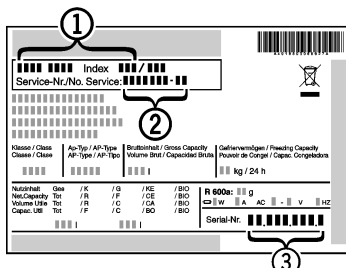 1
Index /
Service-Nr./No. Service: -
2
Klasse / Class
Classe / Clase
Ap-Typ / AP-Type
AP-Type / AP-Tipo
Bruttoinhalt / Gross Capacity
Volume Brut / Capacidad Bruta
Gefriervermögen / Freezing Capacity
Pouvoir de Congel / Capac. Congeladora
l
kg / 24 h
Nutzinhalt Gee / K / G / KE / BIO
Net.Capacity Tot / R / F / CE / BIO
Volume Utile Tot / R / C / CA / BIO
Capac. Util Tot / F / C / BO / BIO
l l
R 600a: g
W A AC - V HZ
Serial-Nr. . . .
3